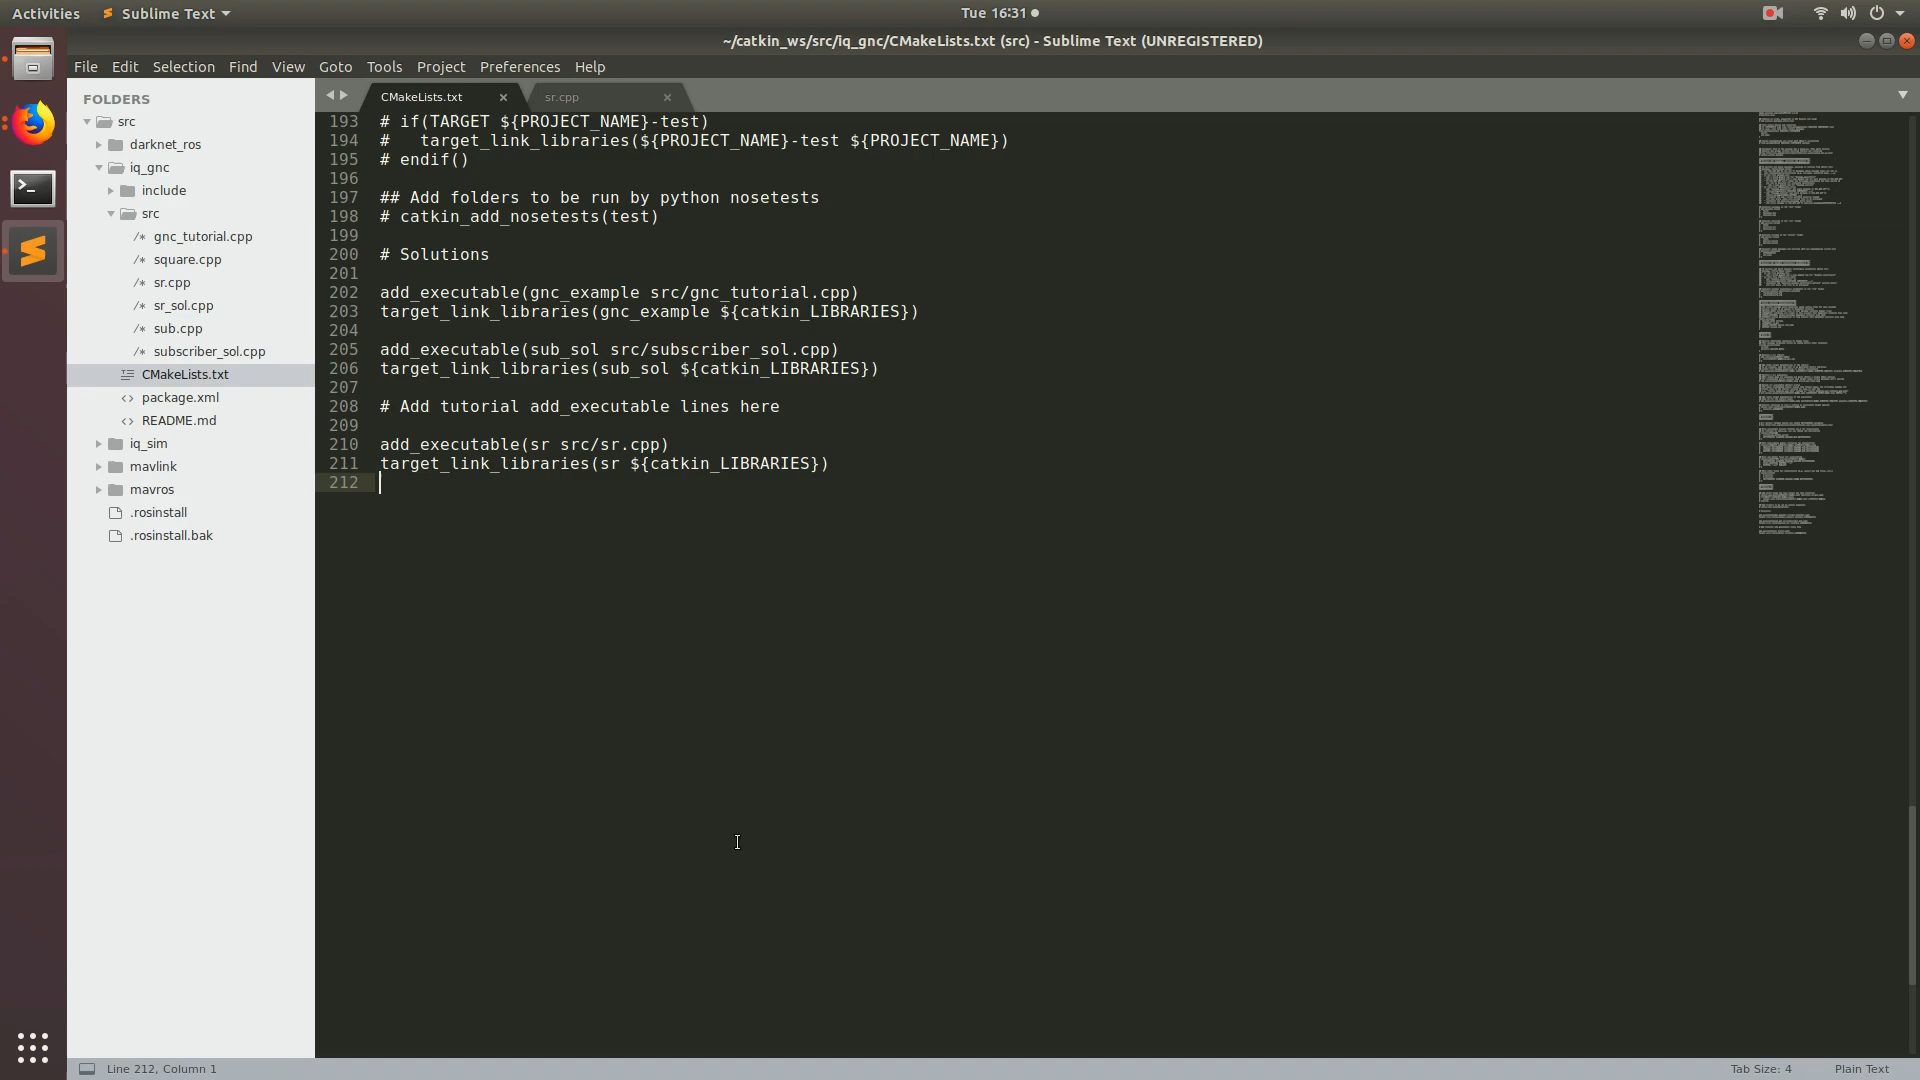 Activities Sublime Text Tue 16:31
~/catkin_ws/src/iq_gnc/CMakeLists.txt (src) - Sublime Text (UNREGISTERED)
File Edit Selection Find View Goto Tools Project Preferences Help
FOLDERS
src
darknet_ros
iq_gnc
include
src
/* gnc_tutorial.cpp
/* square.cpp
/* sr.cpp
/* sr_sol.cpp
/* sub.cpp
/* subscriber_sol.cpp
CMakeLists.txt
<> package.xml
<> README.md
iq_sim
mavlink
mavros
.rosinstall
.rosinstall.bak
CMakeLists.txt sr.cpp
193 # if(TARGET ${PROJECT_NAME}-test)
194 #   target_link_libraries(${PROJECT_NAME}-test ${PROJECT_NAME})
195 # endif()
196
197 ## Add folders to be run by python nosetests
198 # catkin_add_nosetests(test)
199
200 # Solutions
201
202 add_executable(gnc_example src/gnc_tutorial.cpp)
203 target_link_libraries(gnc_example ${catkin_LIBRARIES})
204
205 add_executable(sub_sol src/subscriber_sol.cpp)
206 target_link_libraries(sub_sol ${catkin_LIBRARIES})
207
208 # Add tutorial add_executable lines here
209
210 add_executable(sr src/sr.cpp)
211 target_link_libraries(sr ${catkin_LIBRARIES})
212
Line 212, Column 1 Tab Size: 4 Plain Text